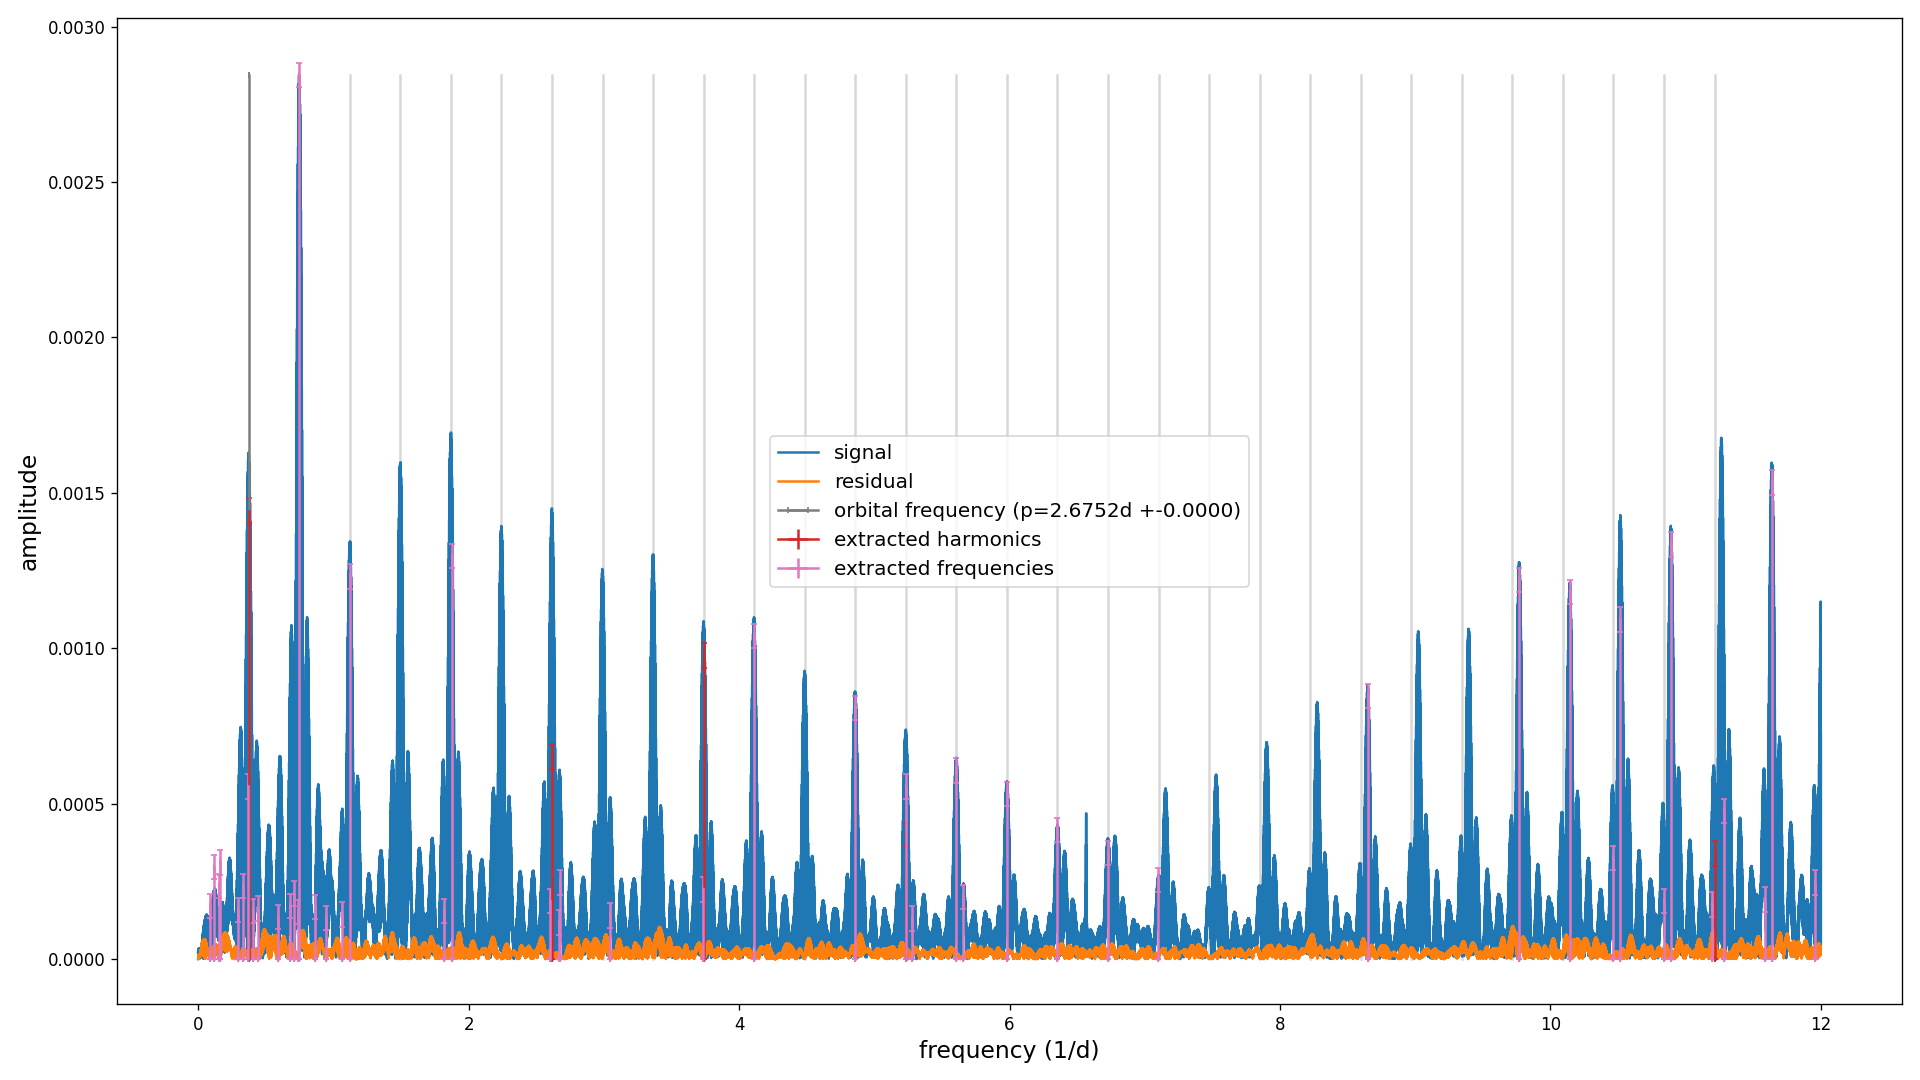 0.0030
0.0025
0.0020
0.0015
0.0010
0.0005
0.0000
amplitude
signal
residual
orbital frequency (p=2.6752d +-0.0000)
extracted harmonics
extracted frequencies
0 2 4 6 8 10 12
frequency (1/d)